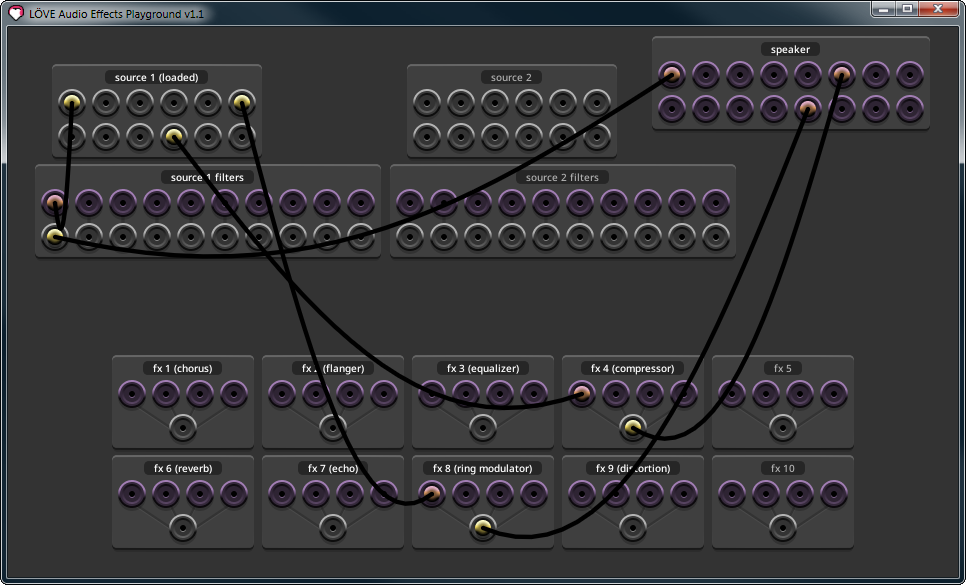 LÖVE Audio Effects Playground v1.1
speaker
source 1 (loaded)
source 2
source 1 filters
source 2 filters
fx 1 (chorus)
fx 2 (flanger)
fx 3 (equalizer)
fx 4 (compressor)
fx 5
fx 6 (reverb)
fx 7 (echo)
fx 8 (ring modulator)
fx 9 (distortion)
fx 10